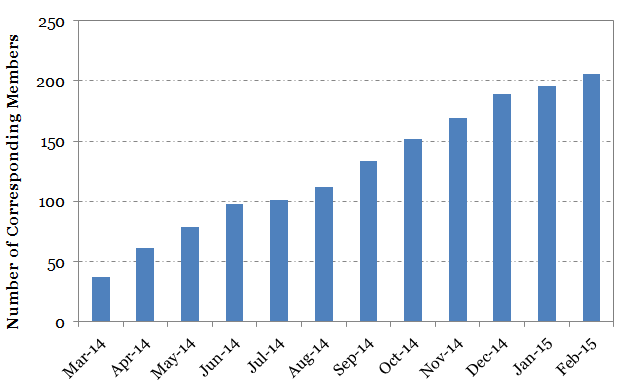 Number of Corresponding Members
250
200
150
100
50
0
Mar-14
Apr-14
May-14
Jun-14
Jul-14
Aug-14
Sep-14
Oct-14
Nov-14
Dec-14
Jan-15
Feb-15